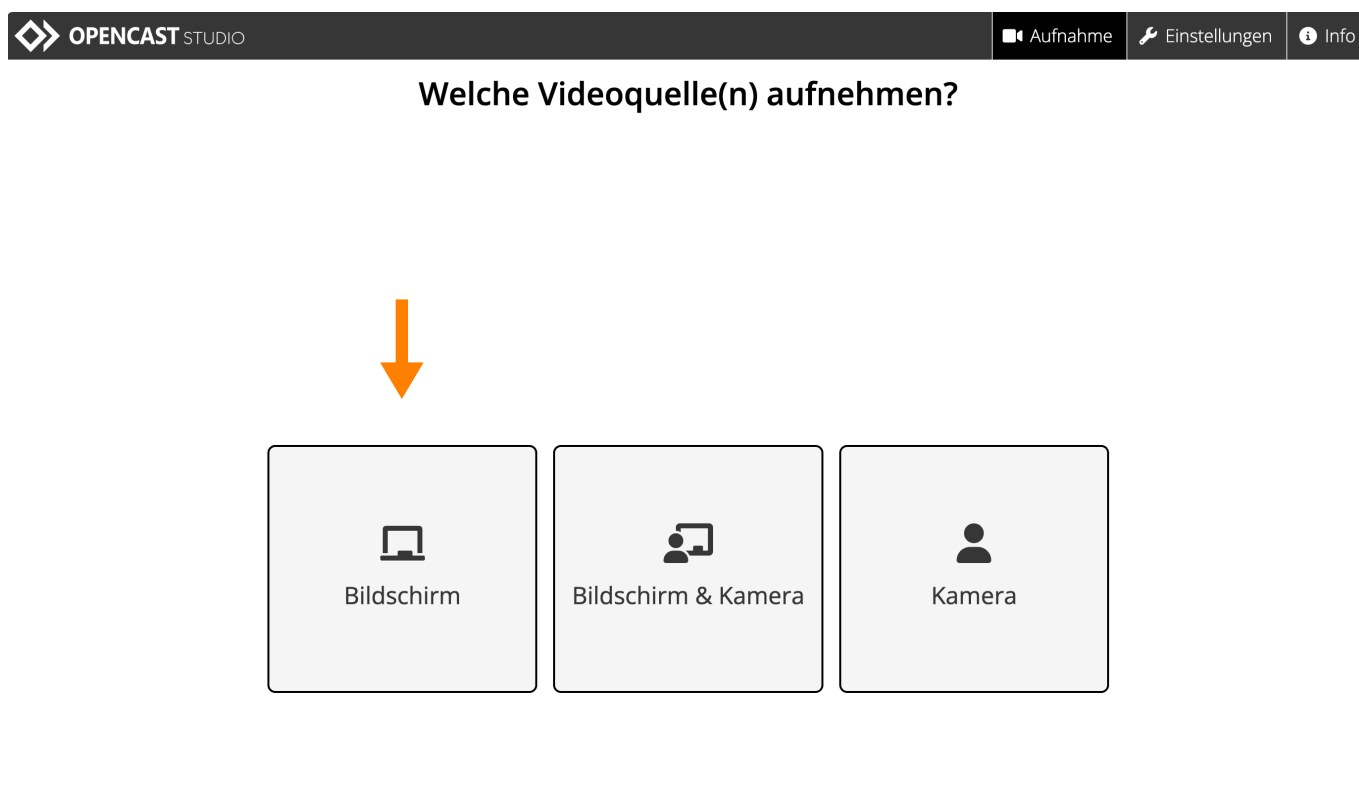 OPENCAST STUDIO
Aufnahme
Einstellungen
Info
Welche Videoquelle(n) aufnehmen?
Bildschirm
Bildschirm & Kamera
Kamera